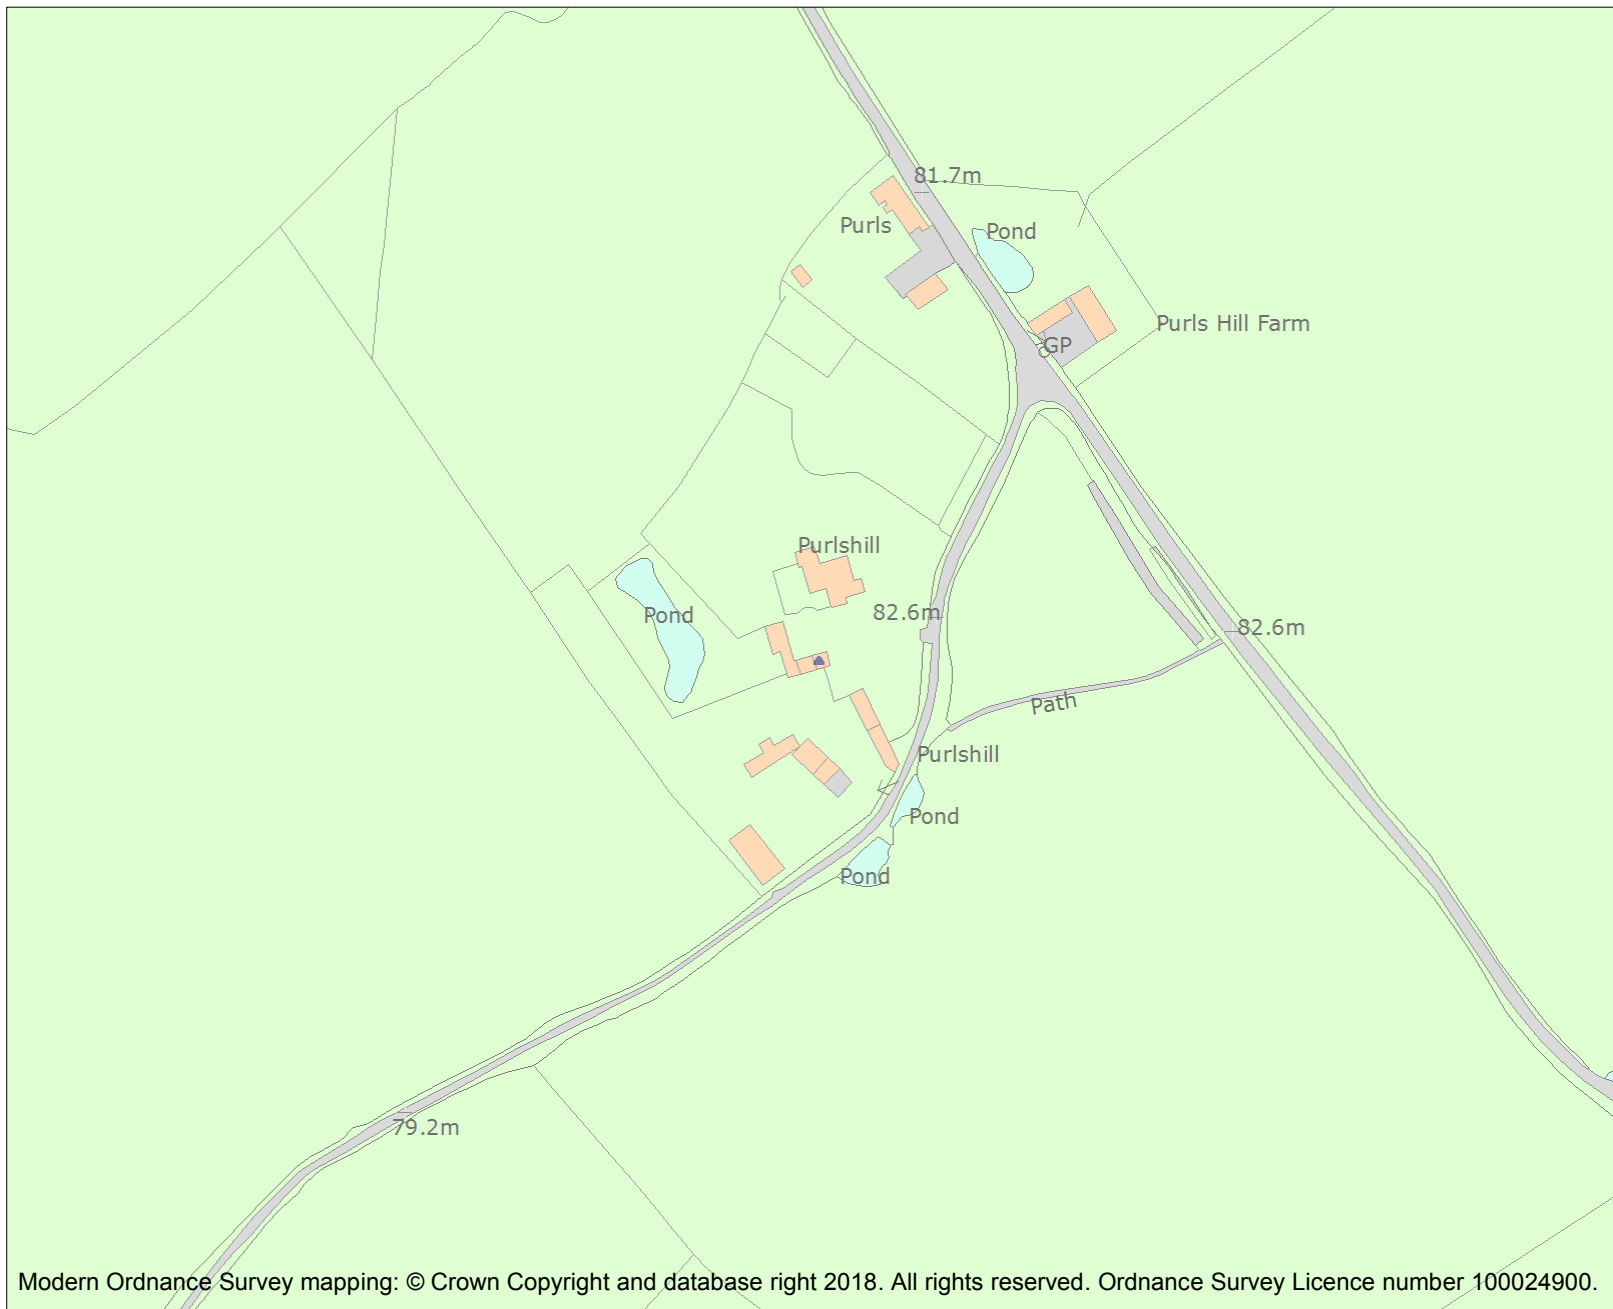 81.7m
Purls
Pond
Purls Hill Farm
GP
Purlshill
Pond
82.6m
82.6m
Path
Purlshill
Pond
Pond
79.2m
Modern Ordnance Survey mapping: © Crown Copyright and database right 2018. All rights reserved. Ordnance Survey Licence number 100024900.